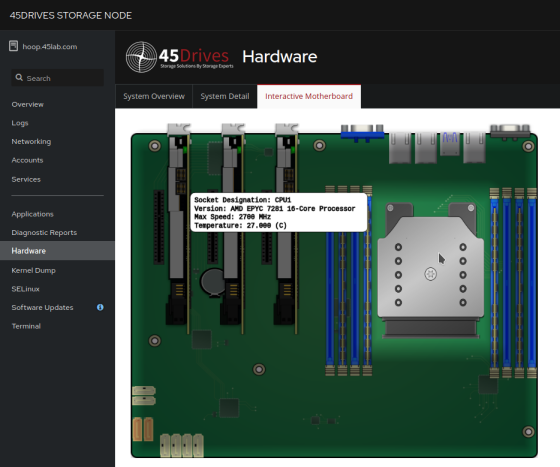 45DRIVES STORAGE NODE
hoop.45lab.com
Search
Overview
Logs
Networking
Accounts
Services
Applications
Diagnostic Reports
Hardware
Kernel Dump
SELinux
Software Updates
Terminal
45Drives
Storage Solutions By Storage Experts
Hardware
System Overview
System Detail
Interactive Motherboard
Socket Designation: CPU1
Version: AMD EPYC 7281 16-Core Processor
Max Speed: 2700 MHz
Temperature: 27.000 (C)